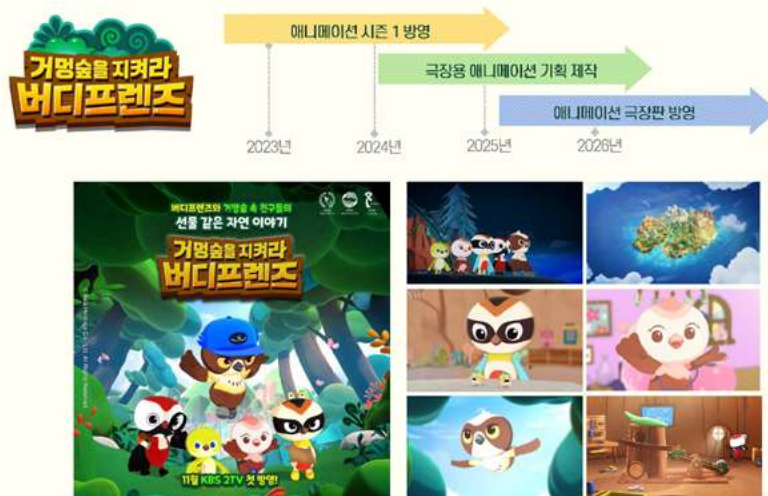 거멍숲을 지켜라
버디프렌즈
애니메이션 시즌 1 방영
극장용 애니메이션 기획 제작
애니메이션 극장판 방영
2023년
2024년
2025년
2026년
버디프렌즈와 거멍숲 속 친구들의
선물 같은 자연 이야기
거멍숲을 지켜라
버디프렌즈
11월 KBS 2TV 첫 방영!